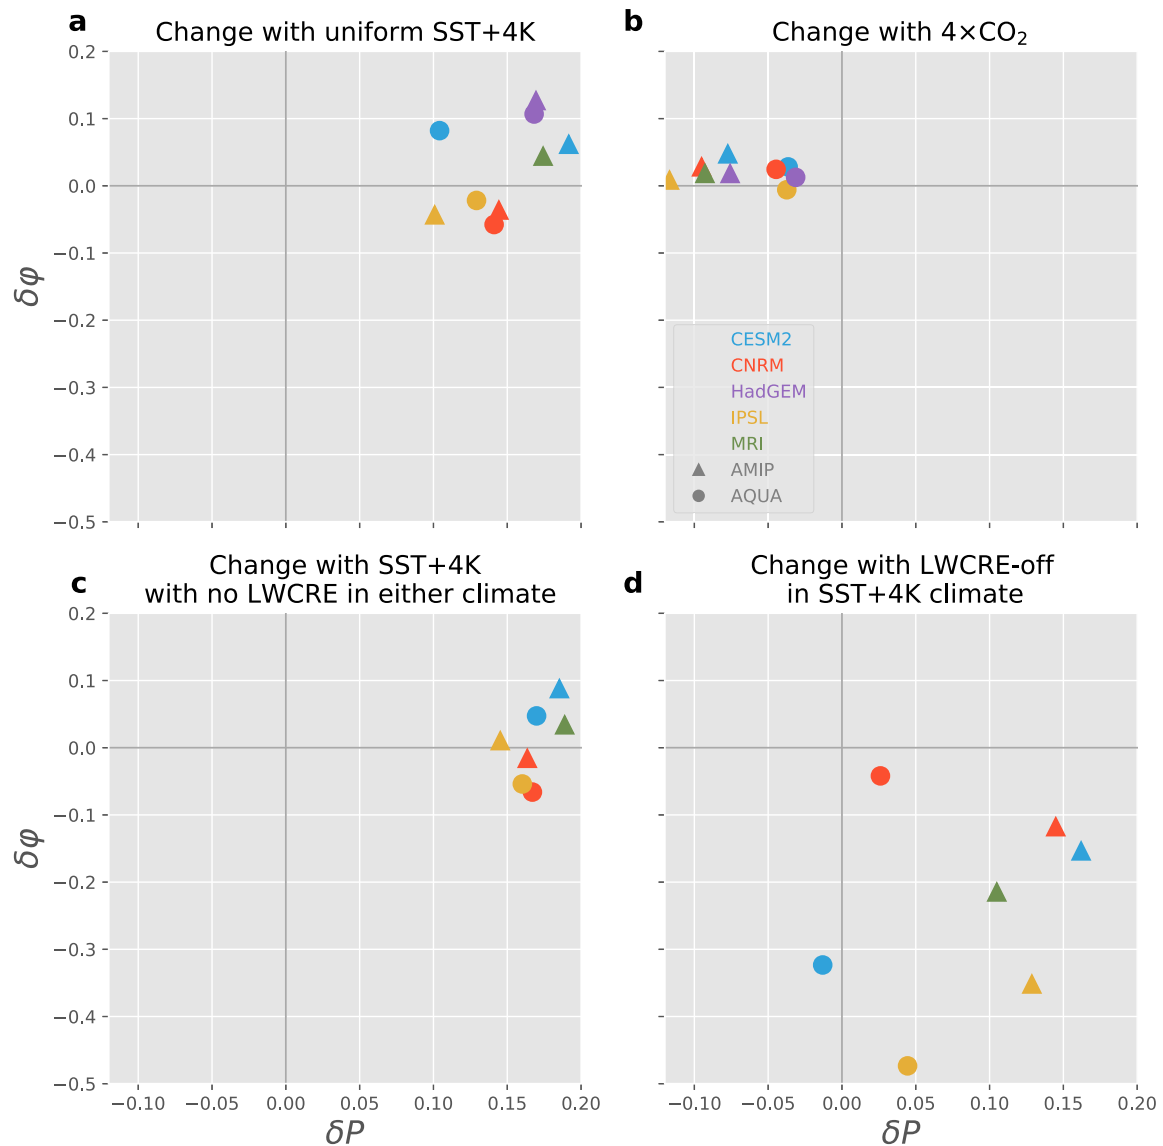 a
Change with uniform SST+4K
b
Change with 4×CO₂
0.2
0.1
0.0
−0.1
−0.2
−0.3
−0.4
−0.5
δφ
CESM2
CNRM
HadGEM
IPSL
MRI
AMIP
AQUA
c
Change with SST+4K
with no LWCRE in either climate
d
Change with LWCRE-off
in SST+4K climate
0.2
0.1
0.0
−0.1
−0.2
−0.3
−0.4
−0.5
δφ
−0.10
−0.05
0.00
0.05
0.10
0.15
0.20
δP
−0.10
−0.05
0.00
0.05
0.10
0.15
0.20
δP